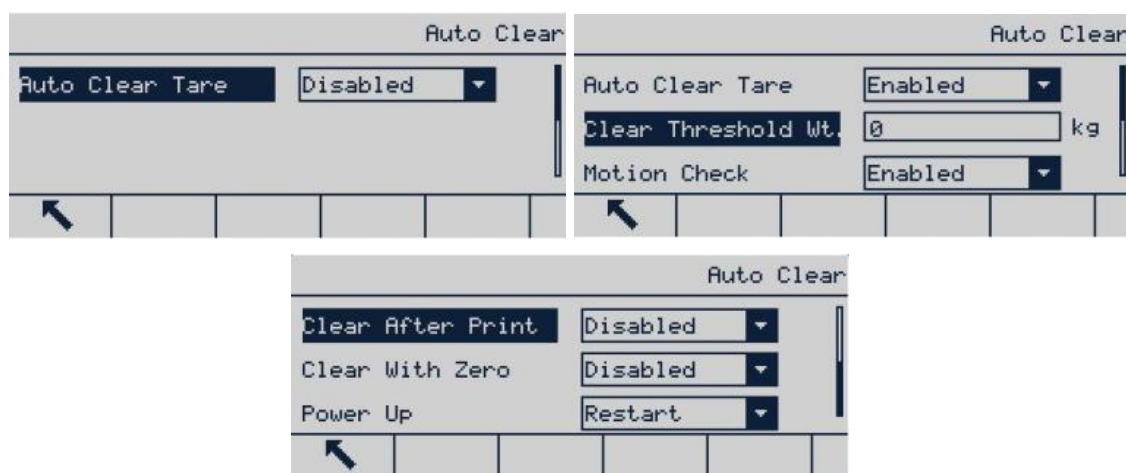 Auto Clear
Auto Clear Tare Disabled
Auto Clear
Auto Clear Tare Enabled
Clear Threshold Wt. 0 kg
Motion Check Enabled
Auto Clear
Clear After Print Disabled
Clear With Zero Disabled
Power Up Restart